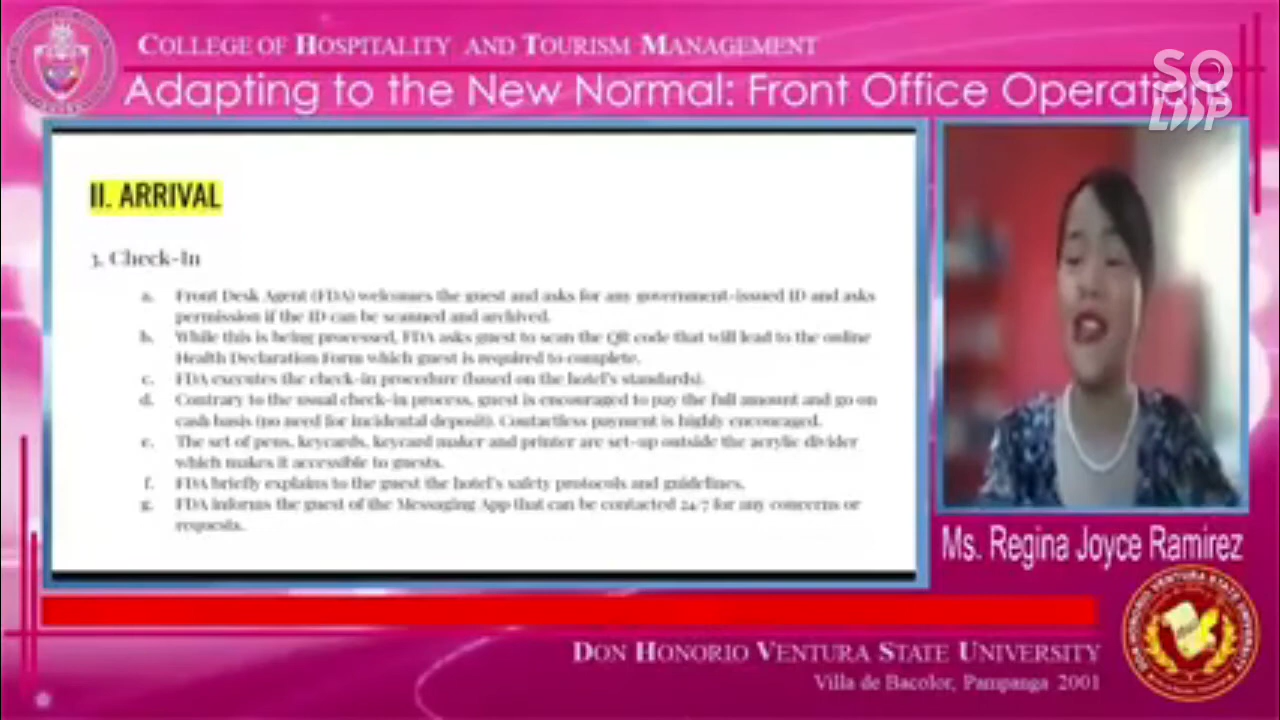 COLLEGE OF HOSPITALITY AND TOURISM MANAGEMENT
Adapting to the New Normal: Front Office Operations
SO
LOOP
II. ARRIVAL
3. Check-In
a. Front Desk Agent (FDA) welcomes the guest and asks for any government-issued ID and asks
permission if the ID can be scanned and archived.
b. While this is being processed, FDA asks guest to scan the QR code that will lead to the online
Health Declaration Form which guest is required to complete.
c. FDA executes the check-in procedure (based on the hotel's standards).
d. Contrary to the usual check-in process, guest is encouraged to pay the full amount and go on
cash basis (no need for incidental deposit). Contactless payment is highly encouraged.
e. The set of pens, keycards, keycard maker and printer are set-up outside the acrylic divider
which makes it accessible to guests.
f. FDA briefly explains to the guest the hotel's safety protocols and guidelines.
g. FDA informs the guest of the Messaging App that can be contacted 24/7 for any concerns or
requests.
Ms. Regina Joyce Ramirez
DON HONORIO VENTURA STATE UNIVERSITY
Villa de Bacolor, Pampanga 2001
DON HONORIO VENTURA STATE UNIVERSITY